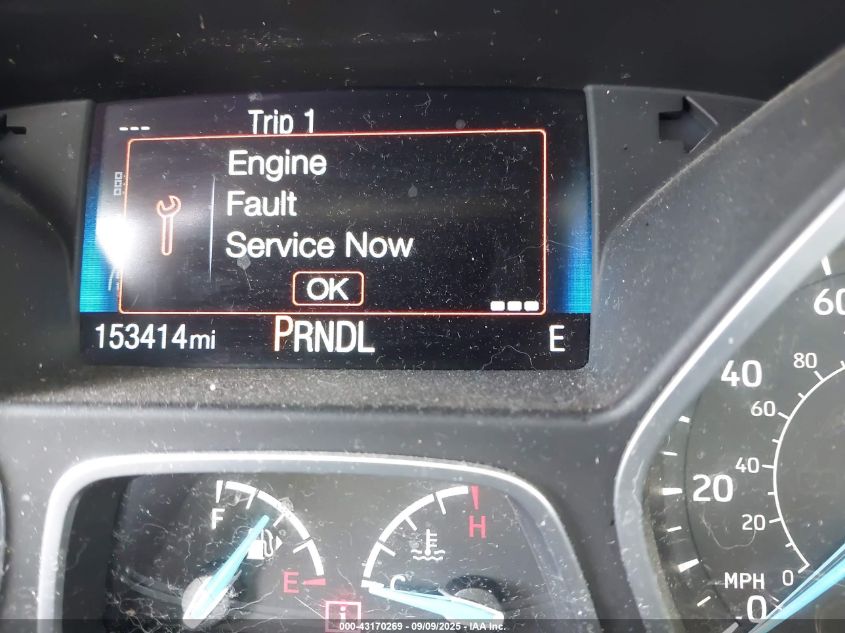 ---
Trip 1
Engine
Fault
Service Now
OK
153414mi
PRNDL
E
60
40
20
0
MPH
80
60
40
20
0
F
E
H
C
i
000-43170269 - 09/09/2025 - IAA Inc.